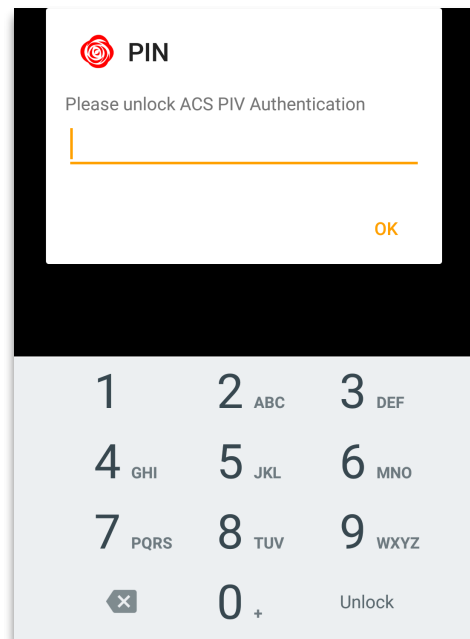 PIN
Please unlock ACS PIV Authentication
OK
1 2 ABC 3 DEF
4 GHI 5 JKL 6 MNO
7 PQRS 8 TUV 9 WXYZ
0 + Unlock